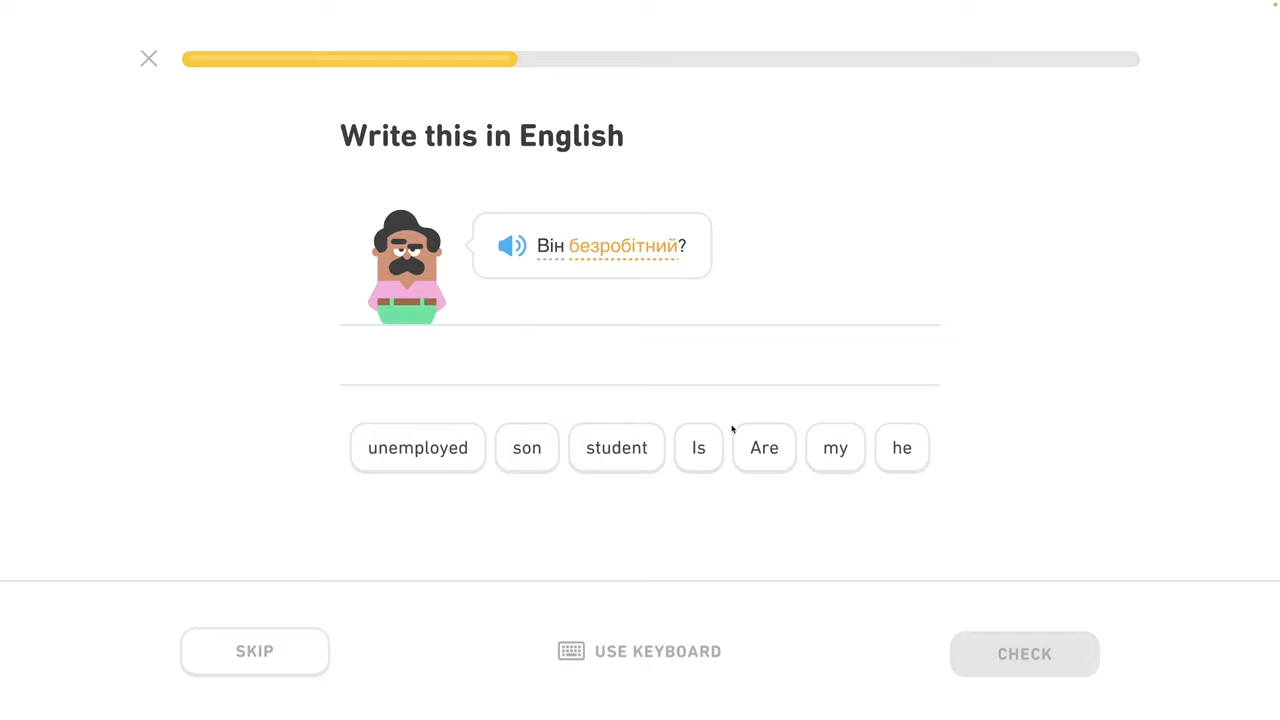 Write this in English
Він безробітний?
unemployed son student Is Are my he
SKIP USE KEYBOARD CHECK